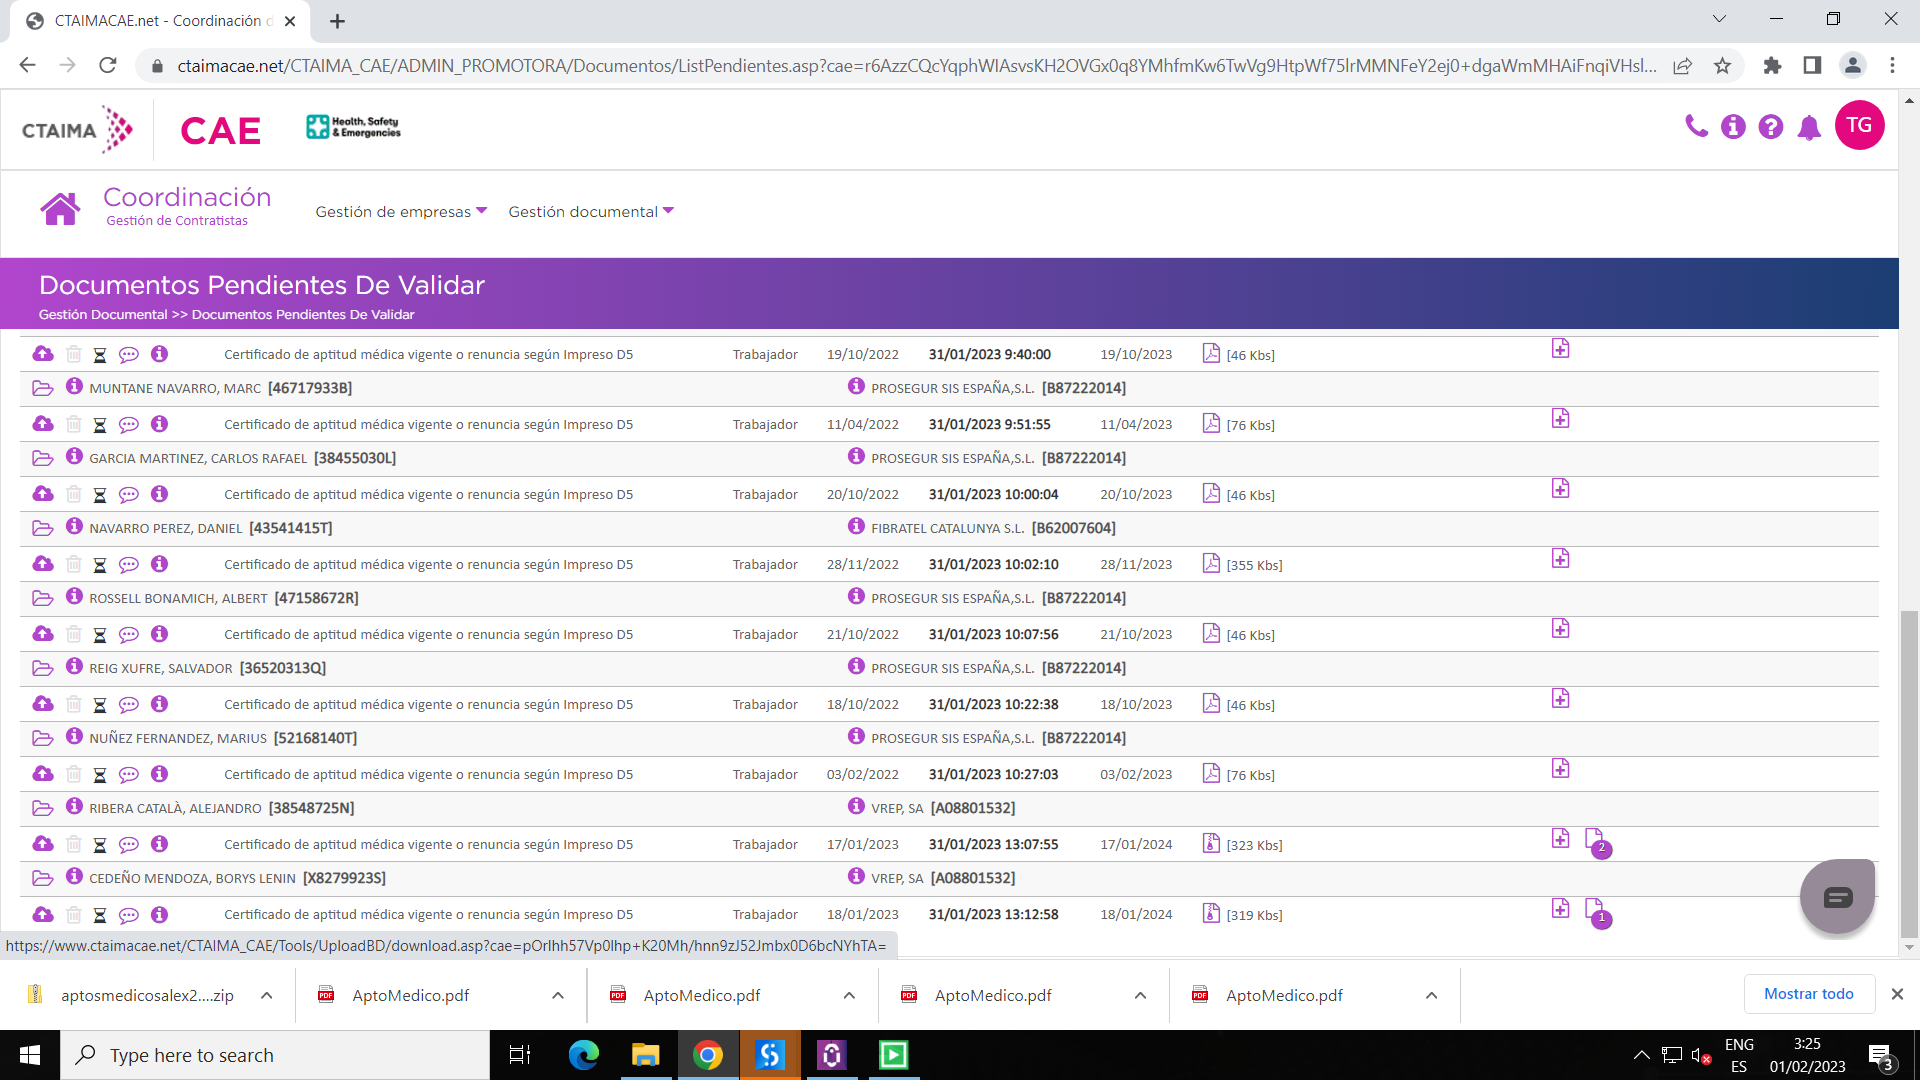 CTAIMACAE.net - Coordinación d
ctaimacae.net/CTAIMA_CAE/ADMIN_PROMOTORA/Documentos/ListPendientes.asp?cae=r6AzzCQcYqphWIAsvsKH2OVGx0q8YMhfmKw6TwVg9HtpWf75lrMMNFeY2ej0+dgaWmMHAiFnqiVHsl...
CTAIMA
CAE
Health, Safety
& Emergencies
TG
Coordinación
Gestión de Contratistas
Gestión de empresas
Gestión documental
Documentos Pendientes De Validar
Gestión Documental >> Documentos Pendientes De Validar
Certificado de aptitud médica vigente o renuncia según Impreso D5 Trabajador 19/10/2022 31/01/2023 9:40:00 19/10/2023 [46 Kbs]
MUNTANE NAVARRO, MARC [46717933B] PROSEGUR SIS ESPAÑA,S.L. [B87222014]
Certificado de aptitud médica vigente o renuncia según Impreso D5 Trabajador 11/04/2022 31/01/2023 9:51:55 11/04/2023 [76 Kbs]
GARCIA MARTINEZ, CARLOS RAFAEL [38455030L] PROSEGUR SIS ESPAÑA,S.L. [B87222014]
Certificado de aptitud médica vigente o renuncia según Impreso D5 Trabajador 20/10/2022 31/01/2023 10:00:04 20/10/2023 [46 Kbs]
NAVARRO PEREZ, DANIEL [43541415T] FIBRATEL CATALUNYA S.L. [B62007604]
Certificado de aptitud médica vigente o renuncia según Impreso D5 Trabajador 28/11/2022 31/01/2023 10:02:10 28/11/2023 [355 Kbs]
ROSSELL BONAMICH, ALBERT [47158672R] PROSEGUR SIS ESPAÑA,S.L. [B87222014]
Certificado de aptitud médica vigente o renuncia según Impreso D5 Trabajador 21/10/2022 31/01/2023 10:07:56 21/10/2023 [46 Kbs]
REIG XUFRE, SALVADOR [36520313Q] PROSEGUR SIS ESPAÑA,S.L. [B87222014]
Certificado de aptitud médica vigente o renuncia según Impreso D5 Trabajador 18/10/2022 31/01/2023 10:22:38 18/10/2023 [46 Kbs]
NUÑEZ FERNANDEZ, MARIUS [52168140T] PROSEGUR SIS ESPAÑA,S.L. [B87222014]
Certificado de aptitud médica vigente o renuncia según Impreso D5 Trabajador 03/02/2022 31/01/2023 10:27:03 03/02/2023 [76 Kbs]
RIBERA CATALÀ, ALEJANDRO [38548725N] VREP, SA [A08801532]
Certificado de aptitud médica vigente o renuncia según Impreso D5 Trabajador 17/01/2023 31/01/2023 13:07:55 17/01/2024 [323 Kbs] 2
CEDEÑO MENDOZA, BORYS LENIN [X8279923S] VREP, SA [A08801532]
Certificado de aptitud médica vigente o renuncia según Impreso D5 Trabajador 18/01/2023 31/01/2023 13:12:58 18/01/2024 [319 Kbs] 1
https://www.ctaimacae.net/CTAIMA_CAE/Tools/UploadBD/download.asp?cae=pOrIhh57Vp0lhp+K20Mh/hnn9zJ52Jmbx0D6bcNYhTA=
aptosmedicosalex2....zip
AptoMedico.pdf
AptoMedico.pdf
AptoMedico.pdf
AptoMedico.pdf
Mostrar todo
Type here to search
ENG
ES
3:25
01/02/2023
3